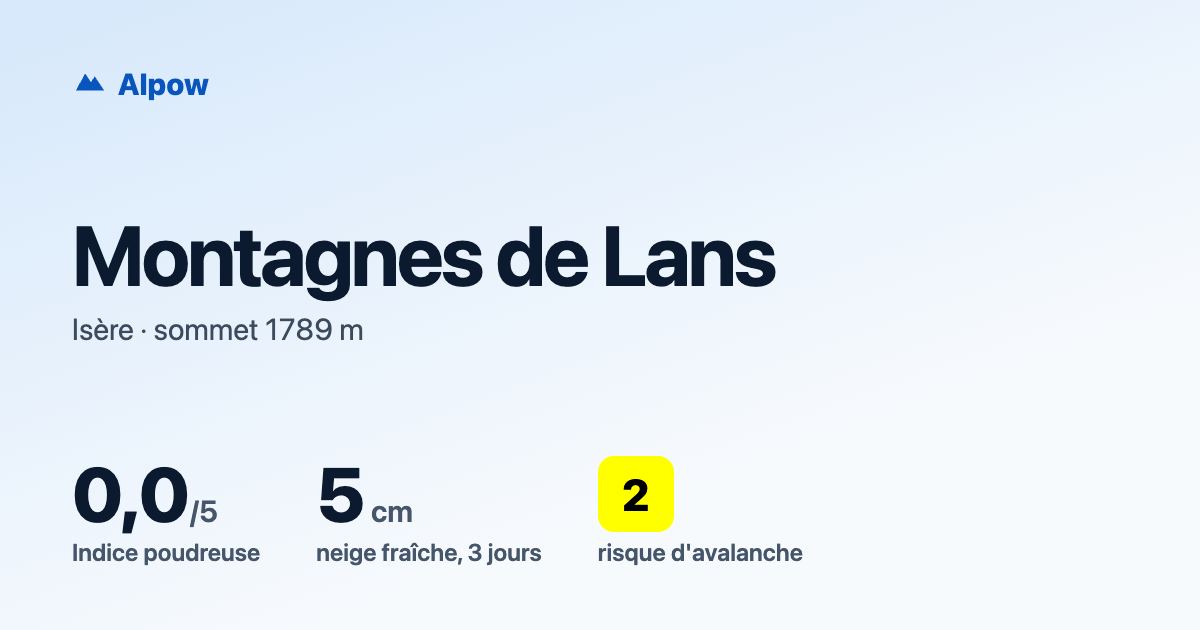 Alpow
Montagnes de Lans
Isère · sommet 1789 m
0,0/5
Indice poudreuse
5 cm
neige fraîche, 3 jours
2
risque d'avalanche